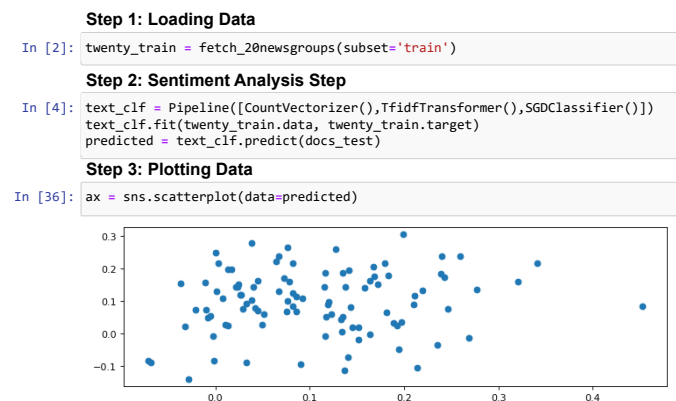 Step 1: Loading Data
In [2]: twenty_train = fetch_20newsgroups(subset='train')
Step 2: Sentiment Analysis Step
In [4]: text_clf = Pipeline([CountVectorizer(),TfidfTransformer(),SGDClassifier()])
text_clf.fit(twenty_train.data, twenty_train.target)
predicted = text_clf.predict(docs_test)
Step 3: Plotting Data
In [36]: ax = sns.scatterplot(data=predicted)
0.3
0.2
0.1
0.0
−0.1
0.0 0.1 0.2 0.3 0.4